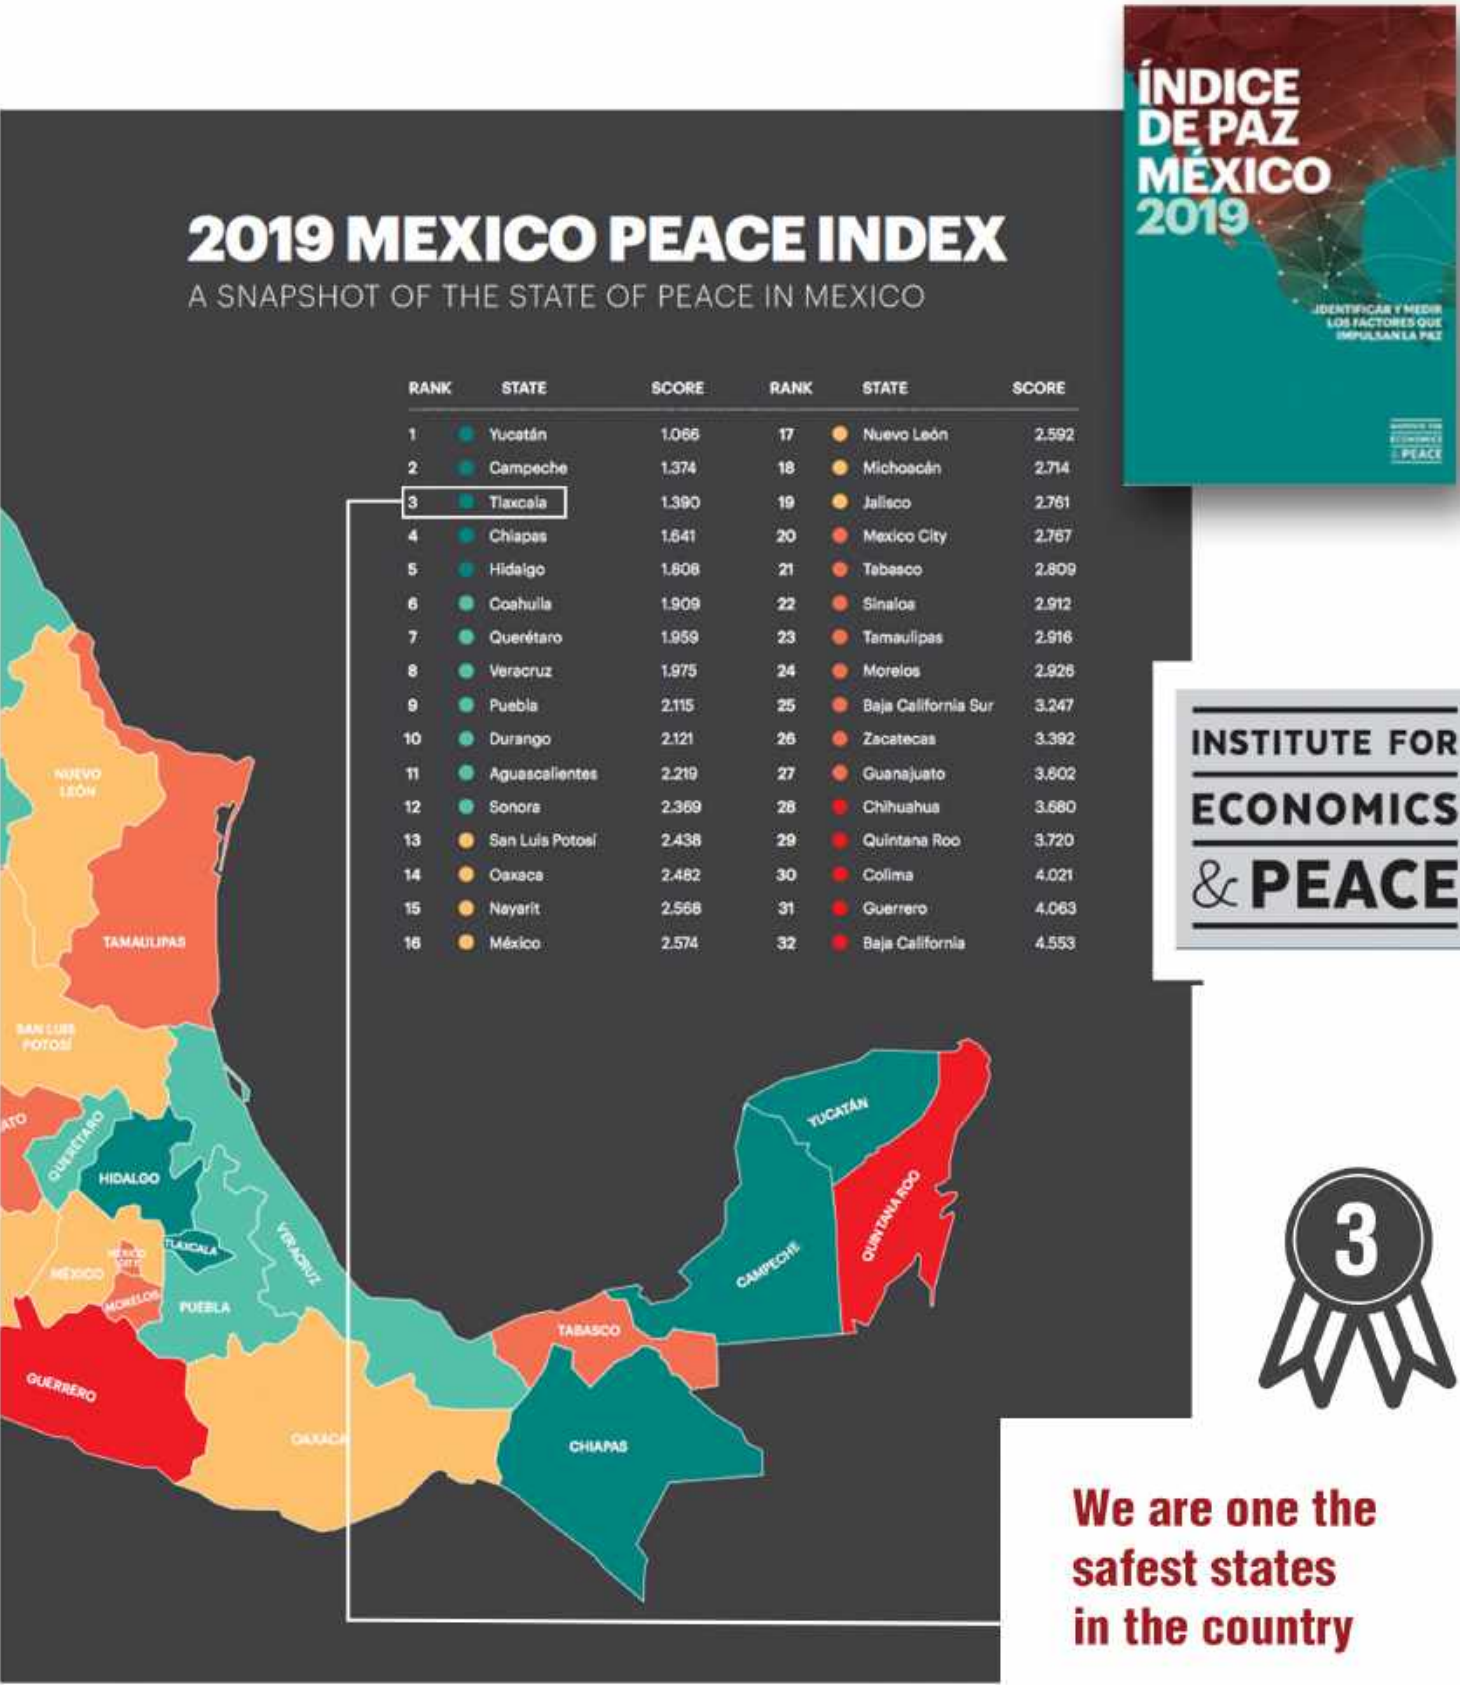 ÍNDICE
DE PAZ
MÉXICO
2019
IDENTIFICAR Y MEDIR
LOS FACTORES QUE
IMPULSAN LA PAZ
INSTITUTE FOR
ECONOMICS
& PEACE
2019 MEXICO PEACE INDEX
A SNAPSHOT OF THE STATE OF PEACE IN MEXICO
RANK STATE SCORE RANK STATE SCORE
1 Yucatán 1.066 17 Nuevo León 2.592
2 Campeche 1.374 18 Michoacán 2.714
3 Tlaxcala 1.390 19 Jalisco 2.761
4 Chiapas 1.641 20 Mexico City 2.767
5 Hidalgo 1.808 21 Tabasco 2.809
6 Coahuila 1.909 22 Sinaloa 2.912
7 Querétaro 1.959 23 Tamaulipas 2.916
8 Veracruz 1.975 24 Morelos 2.926
9 Puebla 2.115 25 Baja California Sur 3.247
10 Durango 2.121 26 Zacatecas 3.392
11 Aguascalientes 2.219 27 Guanajuato 3.602
12 Sonora 2.369 28 Chihuahua 3.680
13 San Luis Potosí 2.438 29 Quintana Roo 3.720
14 Oaxaca 2.482 30 Colima 4.021
15 Nayarit 2.568 31 Guerrero 4.063
16 México 2.574 32 Baja California 4.553
INSTITUTE FOR
ECONOMICS
& PEACE
NUEVO
LEÓN
TAMAULIPAS
SAN LUIS
POTOSÍ
ATO
QUERÉTARO
HIDALGO
TLAXCALA
MEXICO
CITY
MÉXICO
MORELOS
PUEBLA
VERACRUZ
GUERRERO
OAXACA
TABASCO
CHIAPAS
CAMPECHE
YUCATÁN
QUINTANA ROO
3
We are one the
safest states
in the country